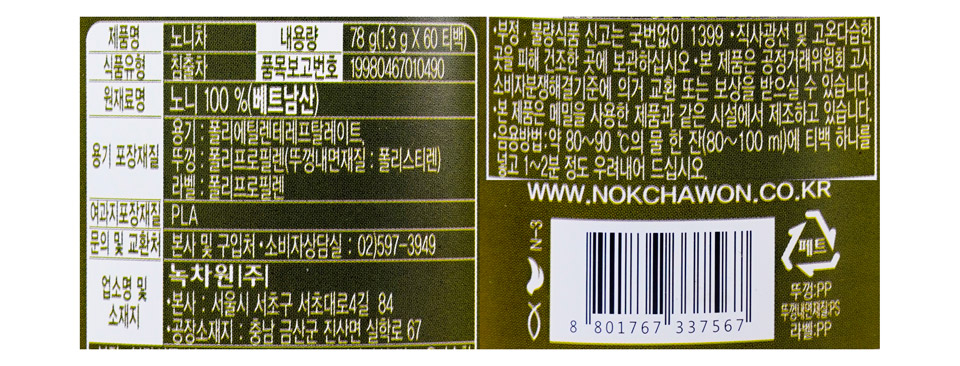 제품명 노니차 내용량 78 g(1.3 g X 60 티백)
식품유형 침출차 품목보고번호 19980467010490
원재료명 노니 100 %(베트남산)
용기 포장재질 용기 : 폴리에틸렌테레프탈레이트,
뚜껑 : 폴리프로필렌(뚜껑내면재질 : 폴리스티렌)
라벨 : 폴리프로필렌
여과지포장재질 PLA
문의 및 교환처 본사 및 구입처·소비자상담실 : 02)597-3949
업소명 및 소재지 녹차원(주)
·본사 : 서울시 서초구 서초대로4길 84
·공장소재지 : 충남 금산군 진산면 실학로 67
·부정·불량식품 신고는 국번없이 1399 ·직사광선 및 고온다습한
곳을 피해 건조한 곳에 보관하십시오·본 제품은 공정거래위원회 고시
소비자분쟁해결기준에 의거 교환 또는 보상을 받으실 수 있습니다.
·본 제품은 메밀을 사용한 제품과 같은 시설에서 제조하고 있습니다.
·음용방법:약 80~90 ℃의 물 한 잔(80~100 ml)에 티백 하나를
넣고 1~2분 정도 우려내어 드십시오.
WWW.NOKCHAWON.CO.KR
N-3
8 801767 337567
페트
뚜껑:PP
뚜껑내면재질:PS
라벨:PP